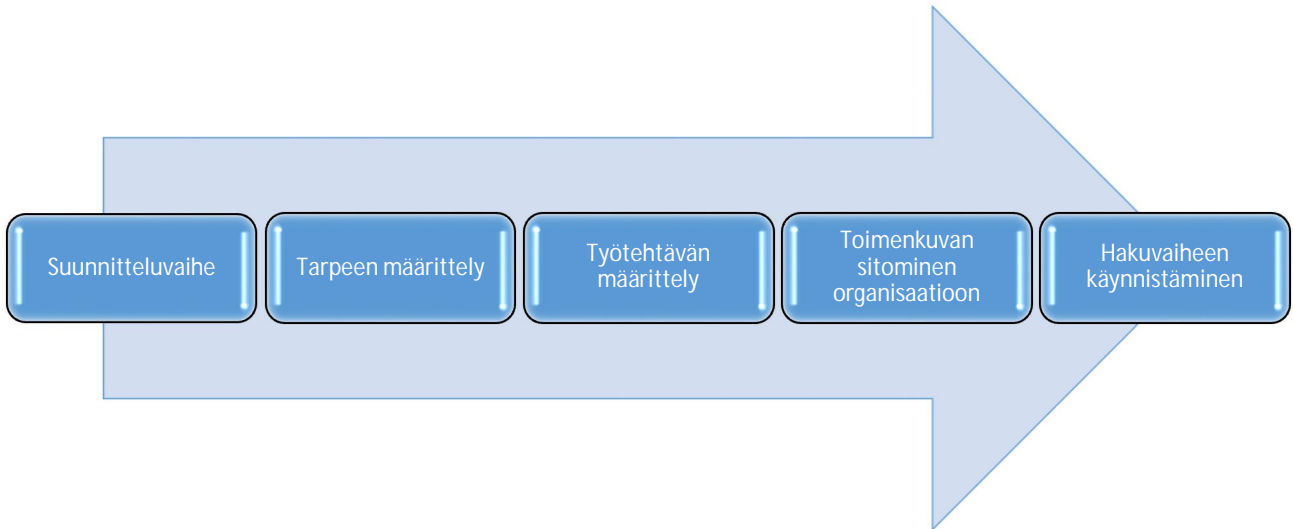 Suunnitteluvaihe
Tarpeen määrittely
Työtehtävän
määrittely
Toimenkuvan
sitominen
organisaatioon
Hakuvaiheen
käynnistäminen